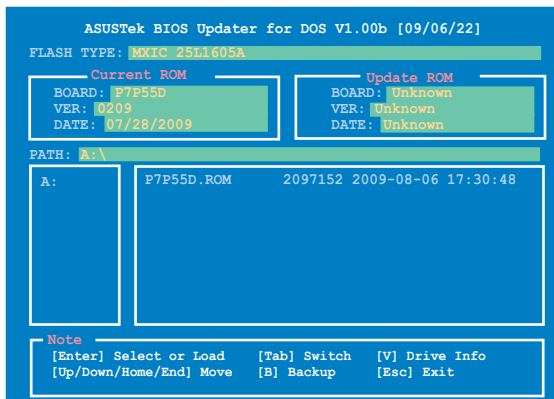 ASUSTek BIOS Updater for DOS V1.00b [09/06/22]
FLASH TYPE: MXIC 25L1605A
Current ROM
BOARD: P7P55D
VER: 0209
DATE: 07/28/2009
Update ROM
BOARD: Unknown
VER: Unknown
DATE: Unknown
PATH: A:\
A:
P7P55D.ROM 2097152 2009-08-06 17:30:48
Note
[Enter] Select or Load [Tab] Switch [V] Drive Info
[Up/Down/Home/End] Move [B] Backup [Esc] Exit